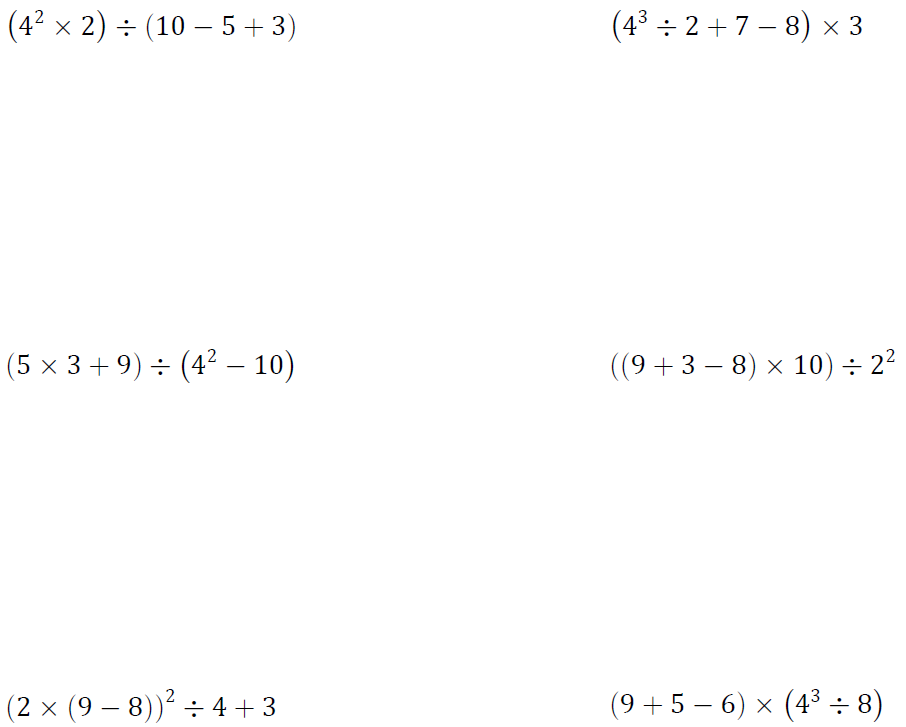 (4² × 2) ÷ (10 − 5 + 3)
(4³ ÷ 2 + 7 − 8) × 3
(5 × 3 + 9) ÷ (4² − 10)
((9 + 3 − 8) × 10) ÷ 2²
(2 × (9 − 8))² ÷ 4 + 3
(9 + 5 − 6) × (4³ ÷ 8)